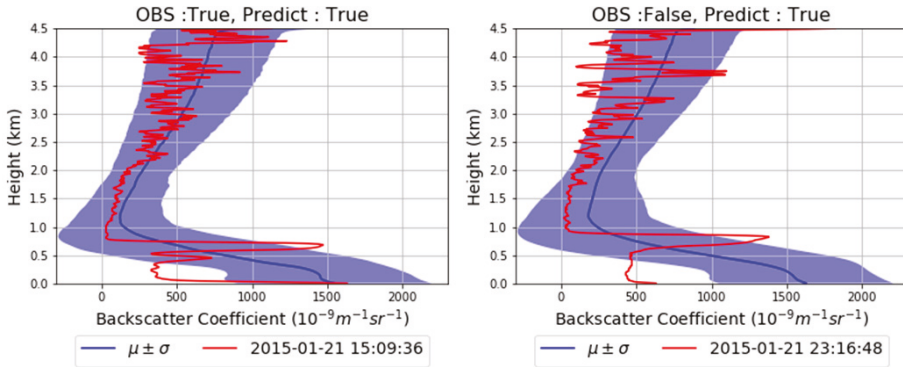 OBS :True, Predict : True
4.5
4.0
3.5
3.0
2.5
2.0
1.5
1.0
0.5
0.0
Height (km)
0 500 1000 1500 2000
Backscatter Coefficient (10⁻⁹m⁻¹sr⁻¹)
μ ± σ 2015-01-21 15:09:36
OBS :False, Predict : True
4.5
4.0
3.5
3.0
2.5
2.0
1.5
1.0
0.5
0.0
Height (km)
0 500 1000 1500 2000
Backscatter Coefficient (10⁻⁹m⁻¹sr⁻¹)
μ ± σ 2015-01-21 23:16:48